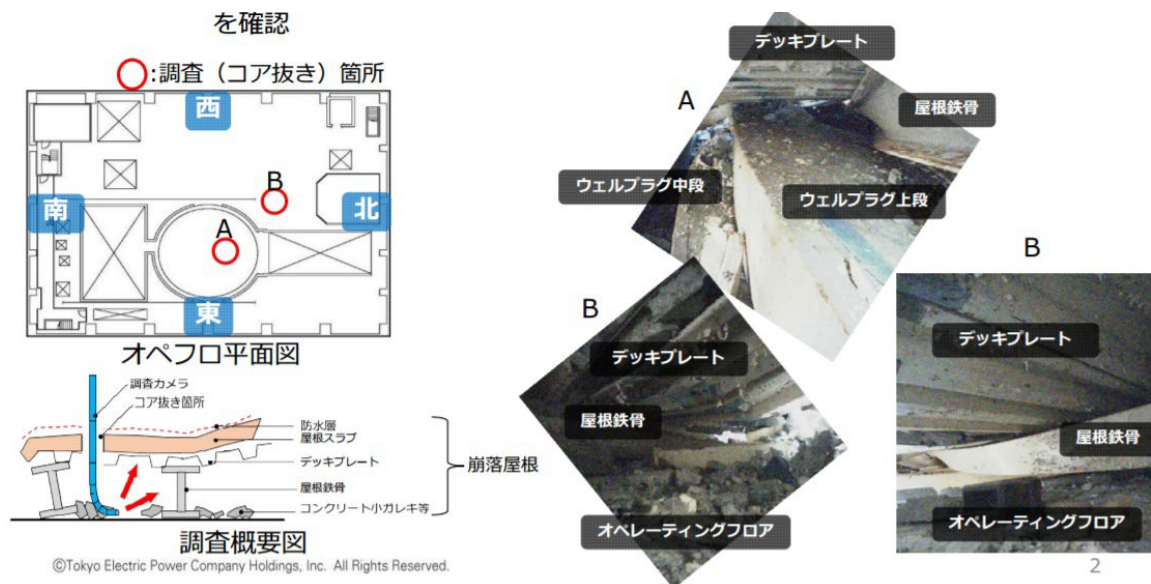 を確認
○:調査（コア抜き）箇所
西
南
北
東
B
A
オペフロ平面図
調査カメラ
コア抜き箇所
防水層
屋根スラブ
デッキプレート
屋根鉄骨
コンクリート小ガレキ等
崩落屋根
調査概要図
©Tokyo Electric Power Company Holdings, Inc. All Rights Reserved.
A
デッキプレート
屋根鉄骨
ウェルプラグ中段
ウェルプラグ上段
B
デッキプレート
屋根鉄骨
オペレーティングフロア
B
デッキプレート
屋根鉄骨
オペレーティングフロア
2